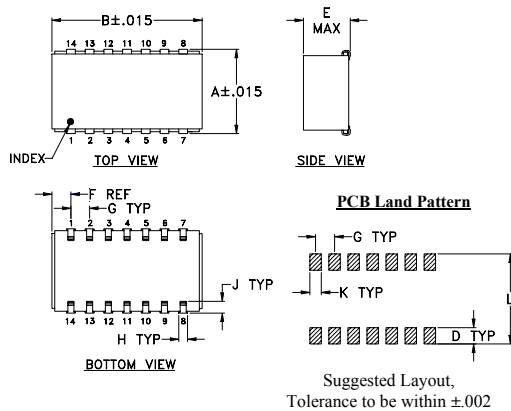 B±.015
E
MAX
14 13 12 11 10 9 8
A±.015
INDEX
1 2 3 4 5 6 7
TOP VIEW
SIDE VIEW
F REF
G TYP
1 2 3 4 5 6 7
J TYP
14 13 12 11 10 9 8
H TYP
BOTTOM VIEW
PCB Land Pattern
G TYP
K TYP
L
D TYP
Suggested Layout,
Tolerance to be within ±.002